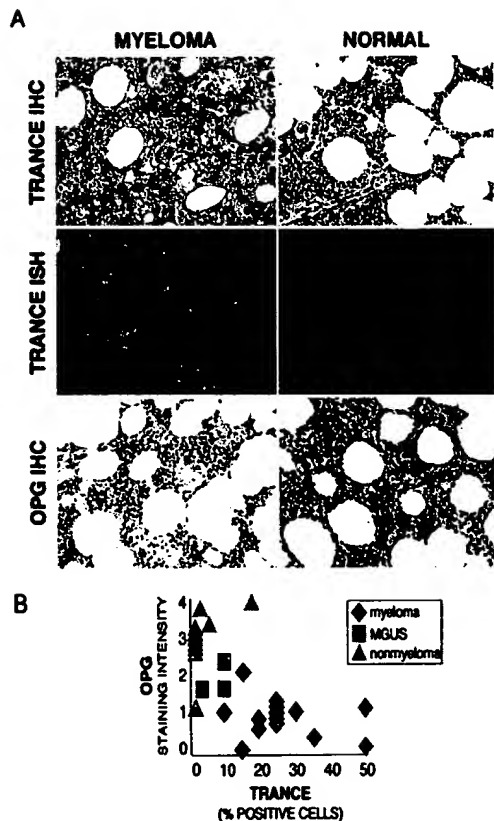 A
MYELOMA NORMAL
TRANCE IHC
TRANCE ISH
OPG IHC
B
OPG
STAINING INTENSITY
4
3
2
1
0
myeloma
MGUS
nonmyeloma
0 10 20 30 40 50
TRANCE
(% POSITIVE CELLS)